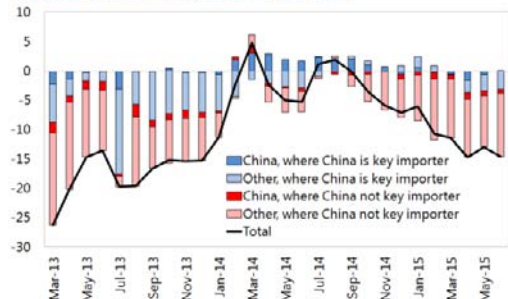 10
5
0
-5
-10
-15
-20
-25
-30
China, where China is key importer
Other, where China is key importer
China, where China not key importer
Other, where China not key importer
Total
Mar-13
May-13
Jul-13
Sep-13
Nov-13
Jan-14
Mar-14
May-14
Jul-14
Sep-14
Nov-14
Jan-15
Mar-15
May-15